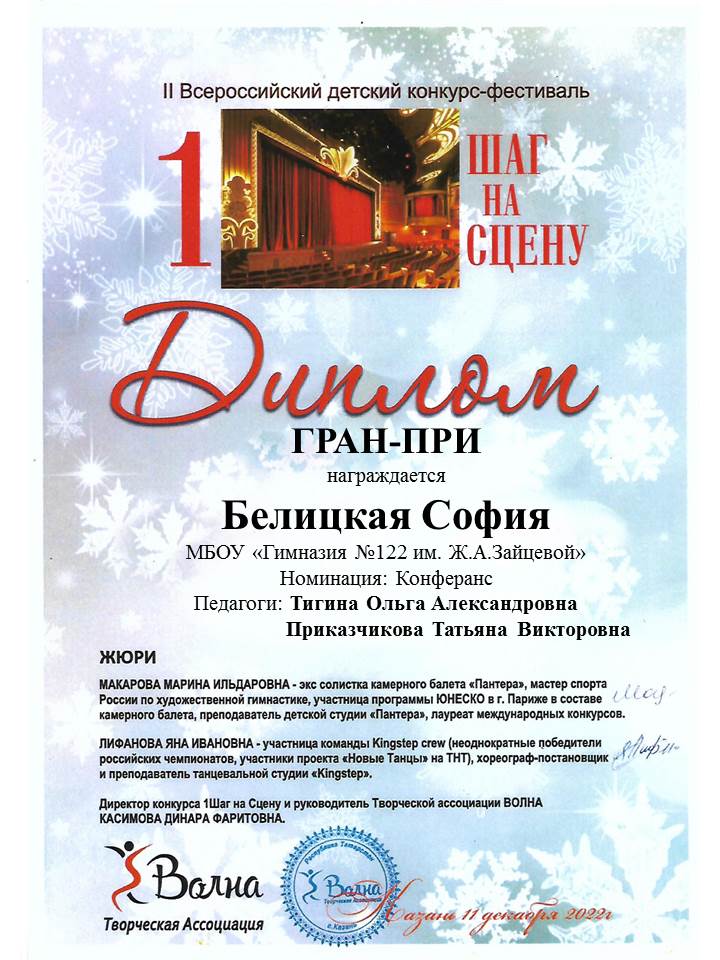 II Всероссийский детский конкурс-фестиваль
1 ШАГ
НА
СЦЕНУ
Диплом
ГРАН-ПРИ
награждается
Белицкая София
МБОУ «Гимназия №122 им. Ж.А.Зайцевой»
Номинация: Конферанс
Педагоги: Тигина Ольга Александровна
Приказчикова Татьяна Викторовна
ЖЮРИ
МАКАРОВА МАРИНА ИЛЬДАРОВНА - экс солистка камерного балета «Пантера», мастер спорта
России по художественной гимнастике, участница программы ЮНЕСКО в г. Париже в составе
камерного балета, преподаватель детской студии «Пантера», лауреат международных конкурсов.
ЛИФАНОВА ЯНА ИВАНОВНА - участница команды Kingstep crew (неоднократные победители
российских чемпионатов, участники проекта «Новые Танцы» на ТНТ), хореограф-постановщик
и преподаватель танцевальной студии «Kingstep».
Директор конкурса 1Шаг на Сцену и руководитель Творческой ассоциации ВОЛНА
КАСИМОВА ДИНАРА ФАРИТОВНА.
Волна
Творческая Ассоциация
Республика Татарстан
Волна
Творческая Ассоциация
г.Казань
Казань 11 декабря 2022г